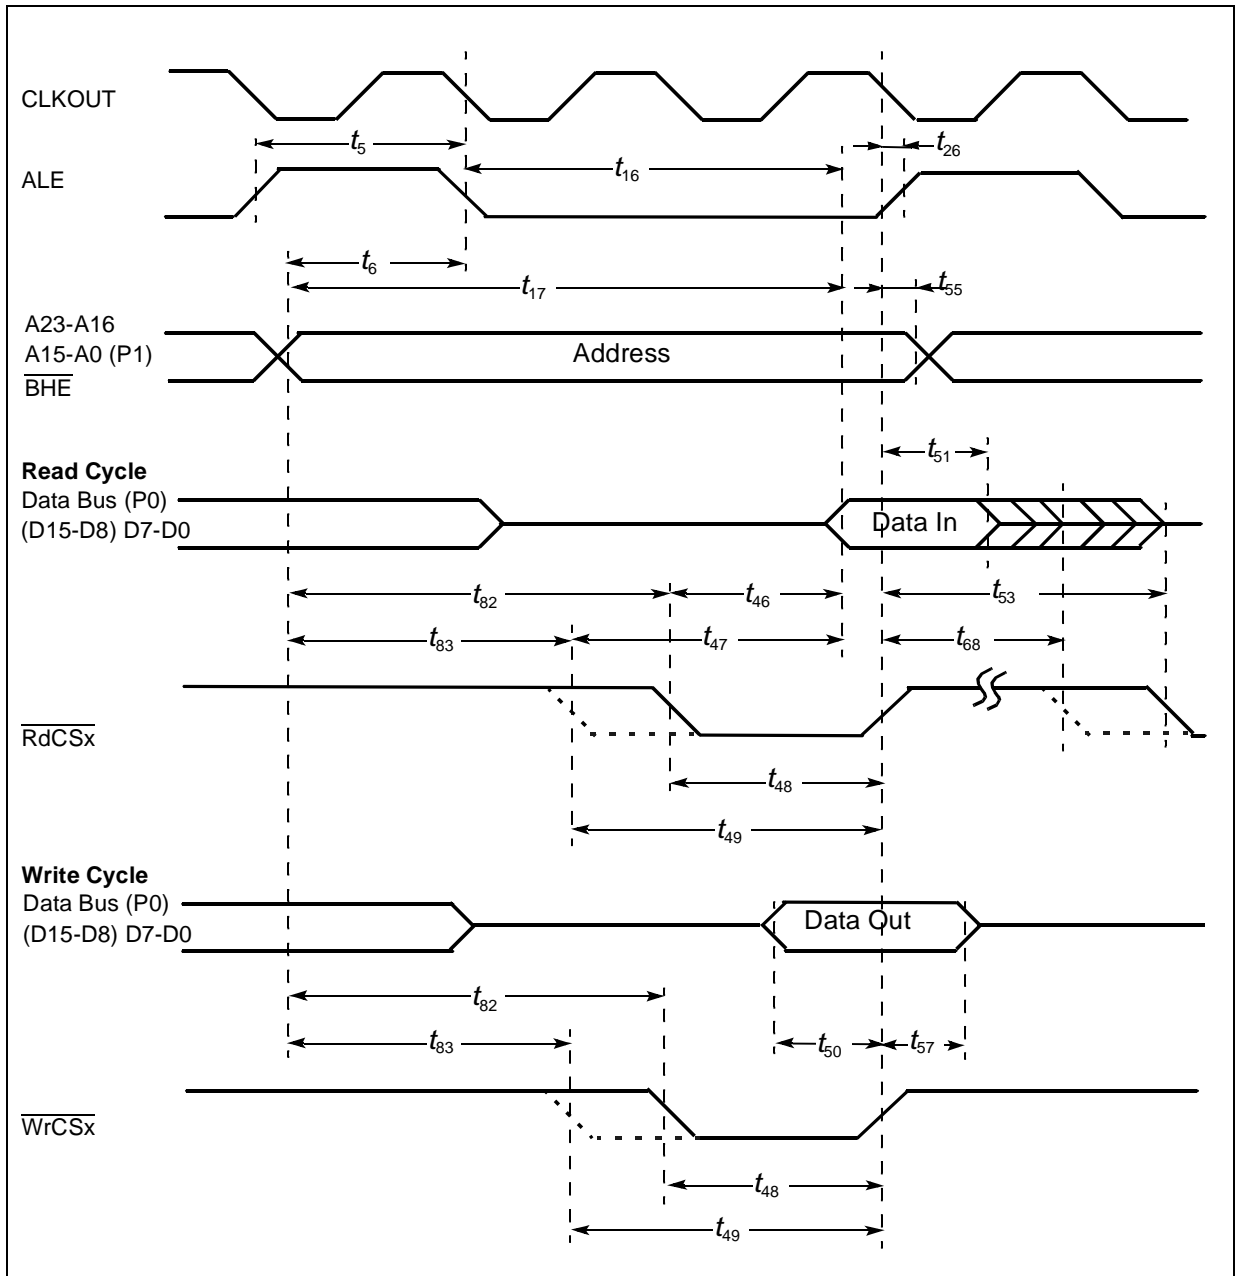 CLKOUT
t5
t26
ALE
t16
t6
t17
t55
A23-A16
A15-A0 (P1)
Address
BHE
t51
Read Cycle
Data Bus (P0)
(D15-D8) D7-D0
Data In
t82
t46
t53
t83
t47
t68
RdCSx
t48
t49
Write Cycle
Data Bus (P0)
(D15-D8) D7-D0
Data Out
t82
t83
t50
t57
WrCSx
t48
t49